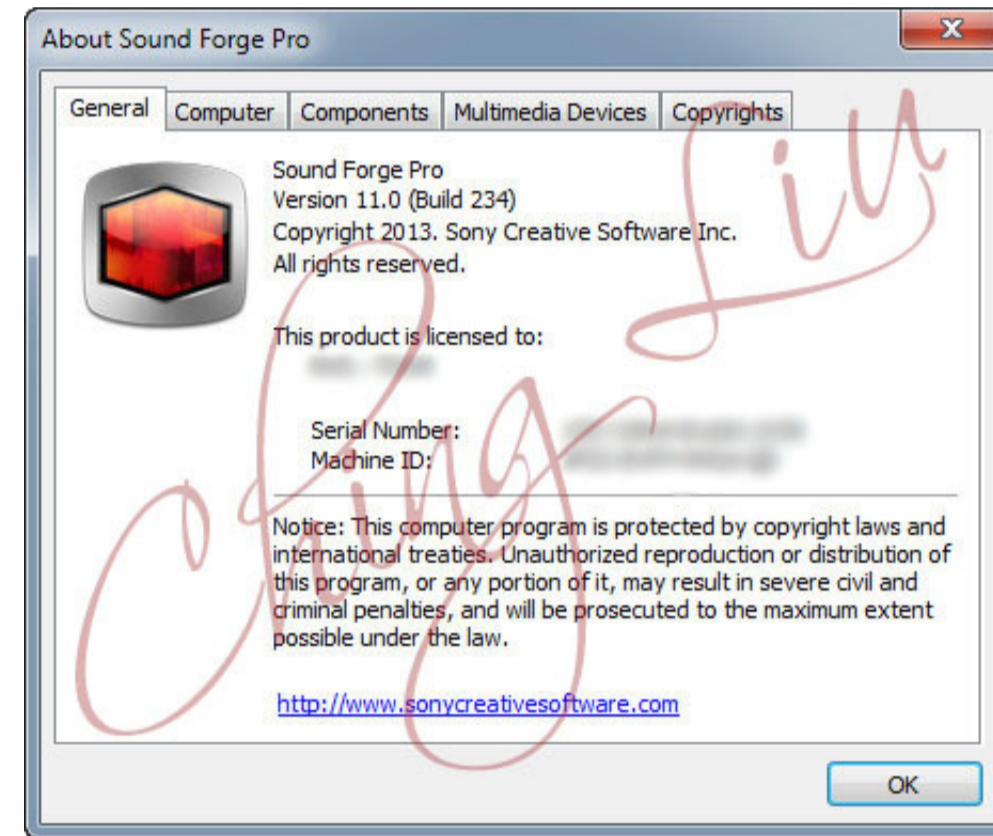 About Sound Forge Pro
General Computer Components Multimedia Devices Copyrights
Sound Forge Pro
Version 11.0 (Build 234)
Copyright 2013. Sony Creative Software Inc.
All rights reserved.
This product is licensed to:
Serial Number:
Machine ID:
Notice: This computer program is protected by copyright laws and
international treaties. Unauthorized reproduction or distribution of
this program, or any portion of it, may result in severe civil and
criminal penalties, and will be prosecuted to the maximum extent
possible under the law.
http://www.sonycreativesoftware.com
OK
Ching Liu